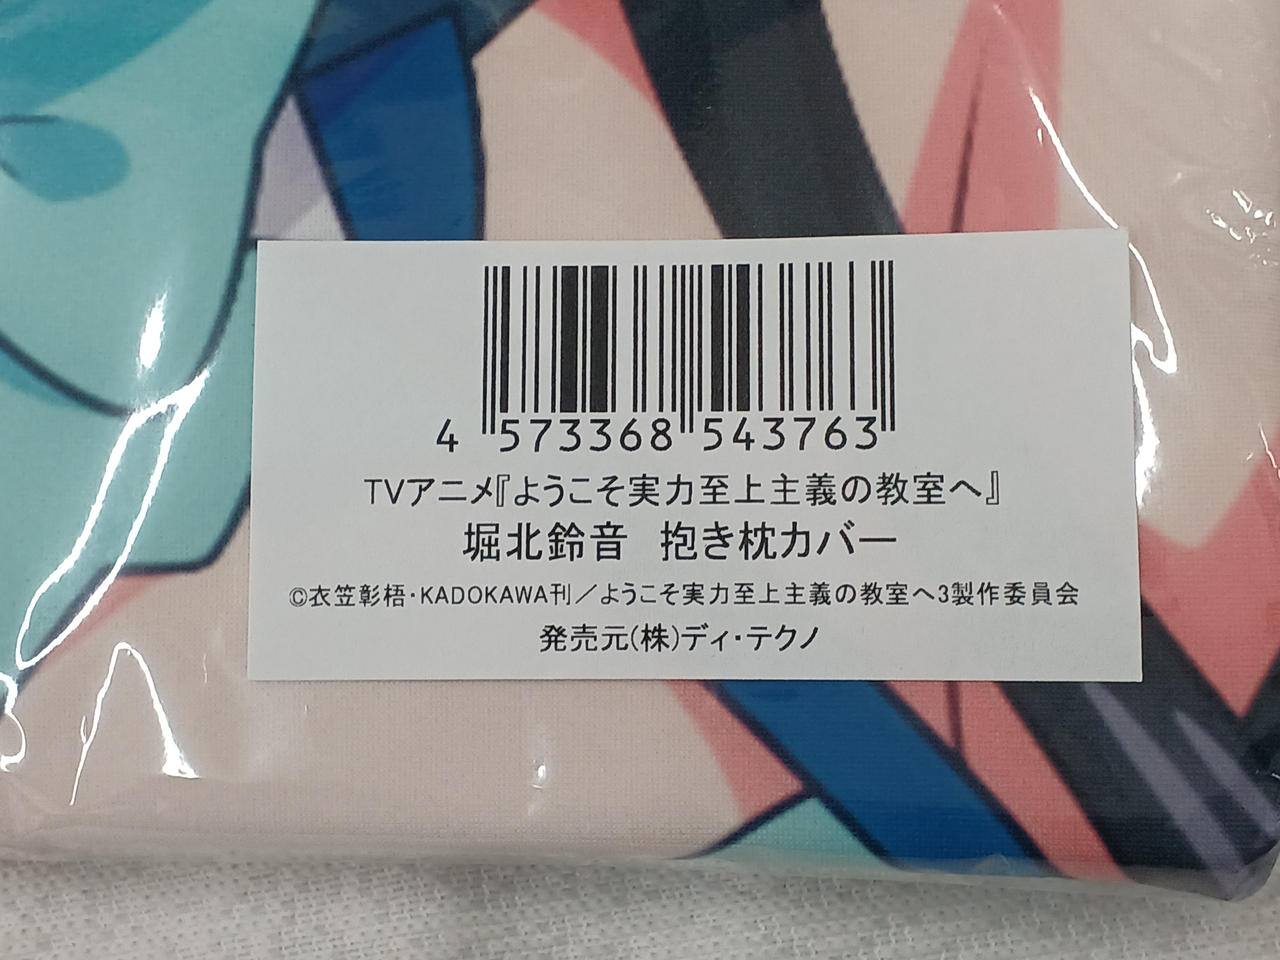 4 573368 543763
TVアニメ『ようこそ実力至上主義の教室へ』
堀北鈴音　抱き枕カバー
©衣笠彰梧･KADOKAWA刊／ようこそ実力至上主義の教室へ3製作委員会
発売元(株)ディ･テクノ